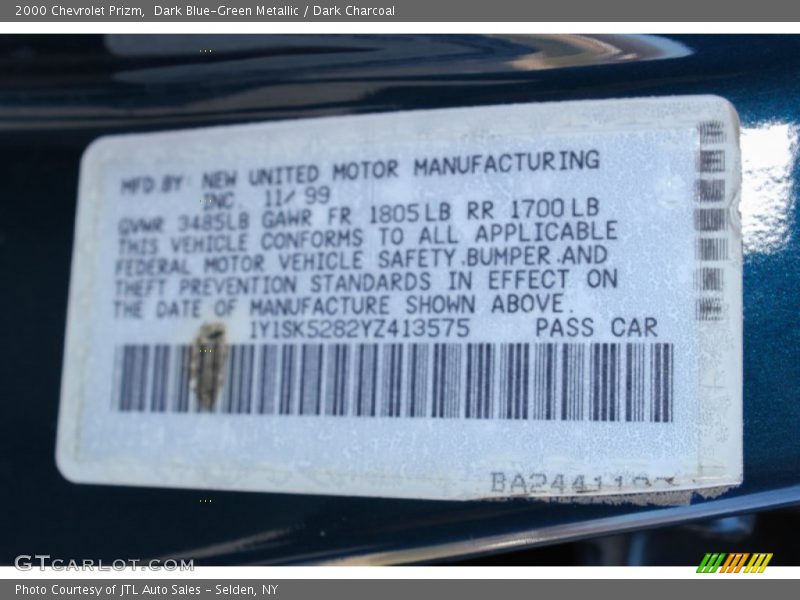 2000 Chevrolet Prizm, Dark Blue-Green Metallic / Dark Charcoal
MFD.BY NEW UNITED MOTOR MANUFACTURING
INC. 11/99
GVWR 3485LB GAWR FR 1805LB RR 1700LB
THIS VEHICLE CONFORMS TO ALL APPLICABLE
FEDERAL MOTOR VEHICLE SAFETY,BUMPER,AND
THEFT PREVENTION STANDARDS IN EFFECT ON
THE DATE OF MANUFACTURE SHOWN ABOVE.
1Y1SK5282YZ413575 PASS CAR
GTcarlot.com
Photo Courtesy of JTL Auto Sales - Selden, NY